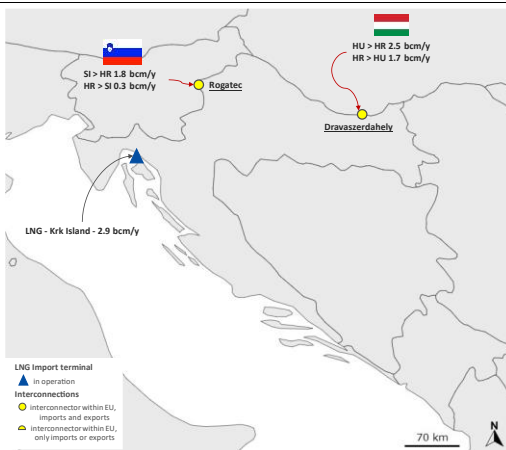 HU > HR 2.5 bcm/y
HR > HU 1.7 bcm/y
SI > HR 1.8 bcm/y
HR > SI 0.3 bcm/y
Rogatec
Dravaszerdahely
LNG - Krk Island - 2.9 bcm/y
LNG Import terminal
in operation
Interconnections
interconnector within EU,
imports and exports
interconnector within EU,
only imports or exports
70 km
N